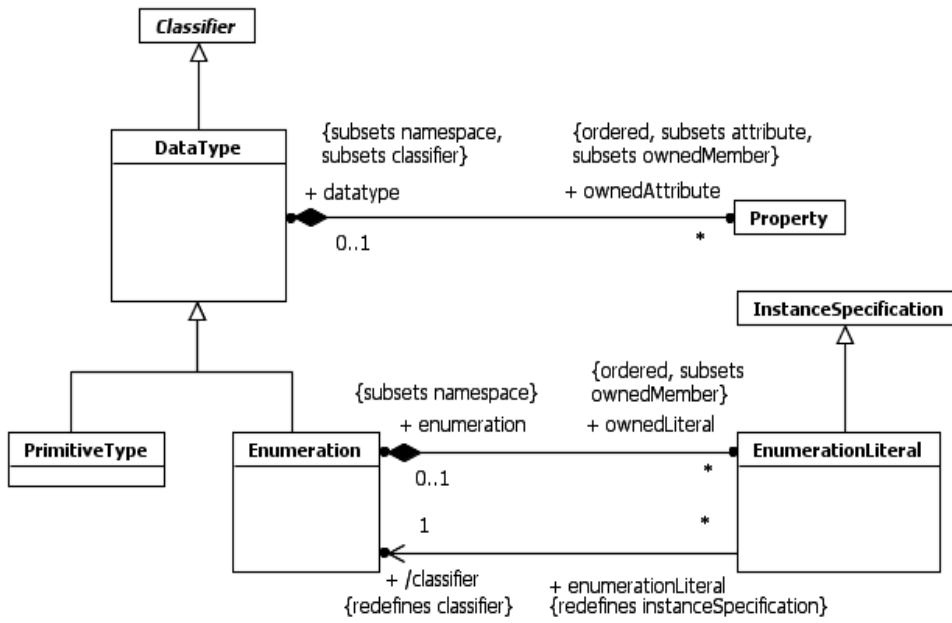 Classifier
{subsets namespace,
subsets classifier}
{ordered, subsets attribute,
subsets ownedMember}
DataType
+ datatype
+ ownedAttribute
0..1
*
Property
InstanceSpecification
{subsets namespace}
{ordered, subsets
ownedMember}
+ enumeration
+ ownedLiteral
PrimitiveType
Enumeration
EnumerationLiteral
0..1
*
1
*
+ /classifier
{redefines classifier}
+ enumerationLiteral
{redefines instanceSpecification}